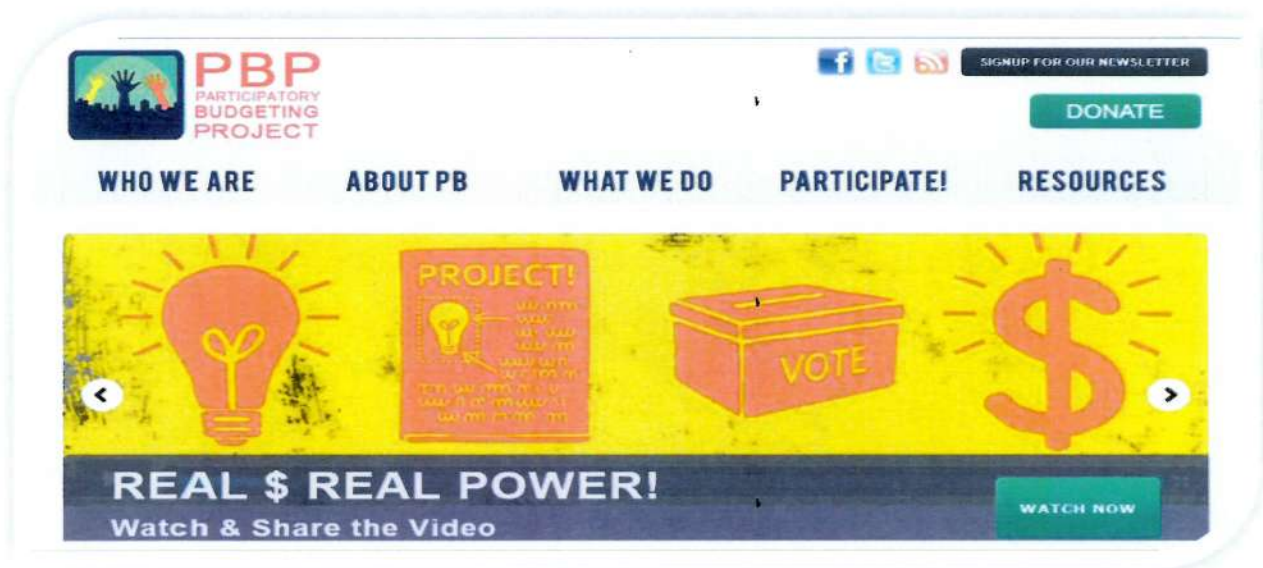 PBP
PARTICIPATORY
BUDGETING
PROJECT
f
SIGNUP FOR OUR NEWSLETTER
DONATE
WHO WE ARE ABOUT PB WHAT WE DO PARTICIPATE! RESOURCES
PROJECT!
VOTE
$
REAL $ REAL POWER!
Watch & Share the Video
WATCH NOW